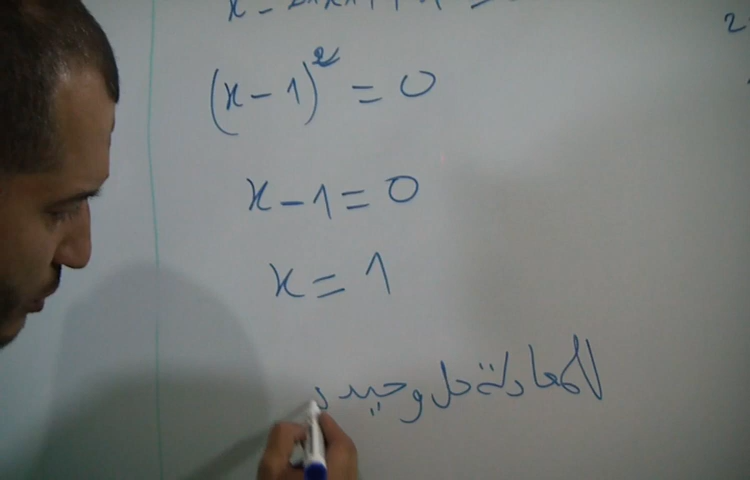 (x - 1)² = 0
x - 1 = 0
x = 1
للمعادلة حل وحيد